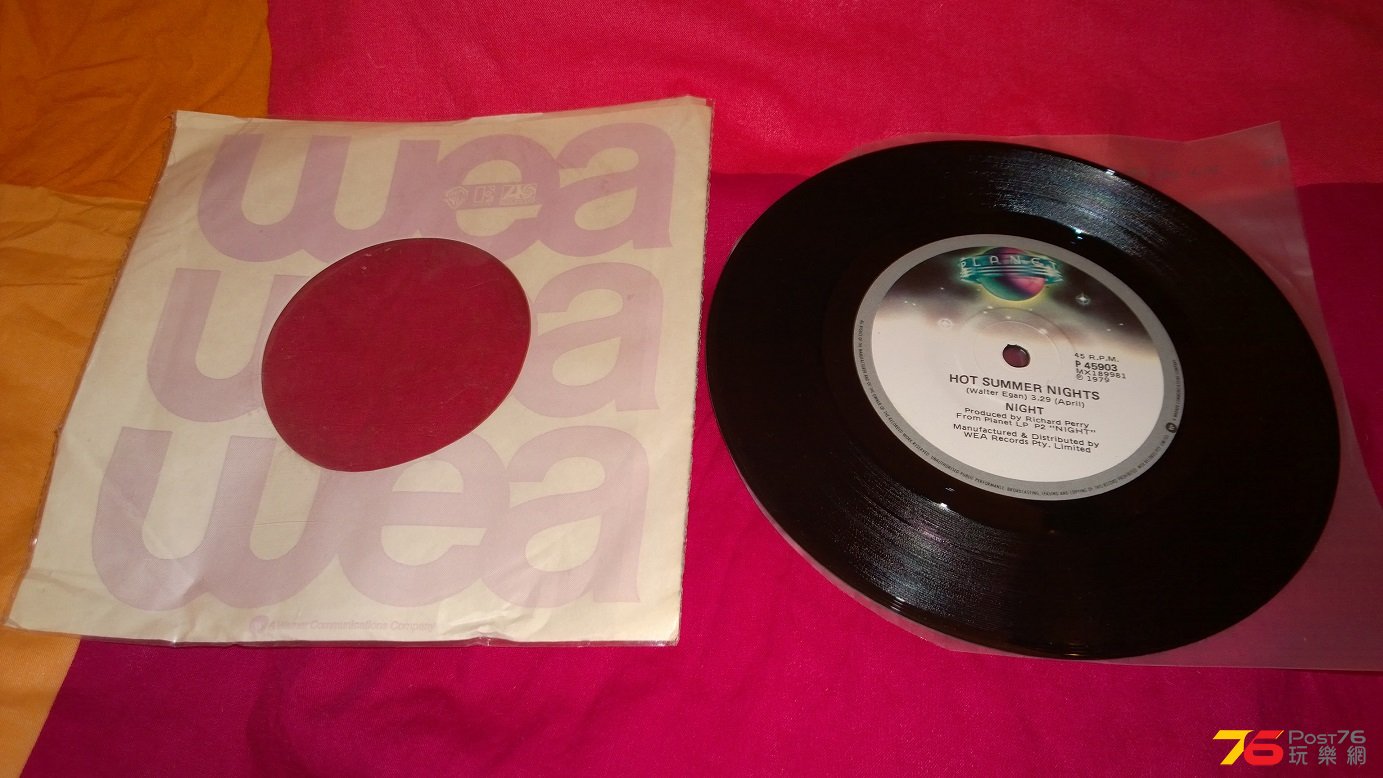 wea
wea
wea
A Warner Communications Company
PLANET
45 R.P.M.
P 45903
MX189981
℗ 1979
HOT SUMMER NIGHTS
(Walter Egan) 3.29 (April)
NIGHT
Produced by Richard Perry
From Planet LP P2 "NIGHT"
Manufactured & Distributed by
WEA Records Pty. Limited
76 POST76
玩樂網